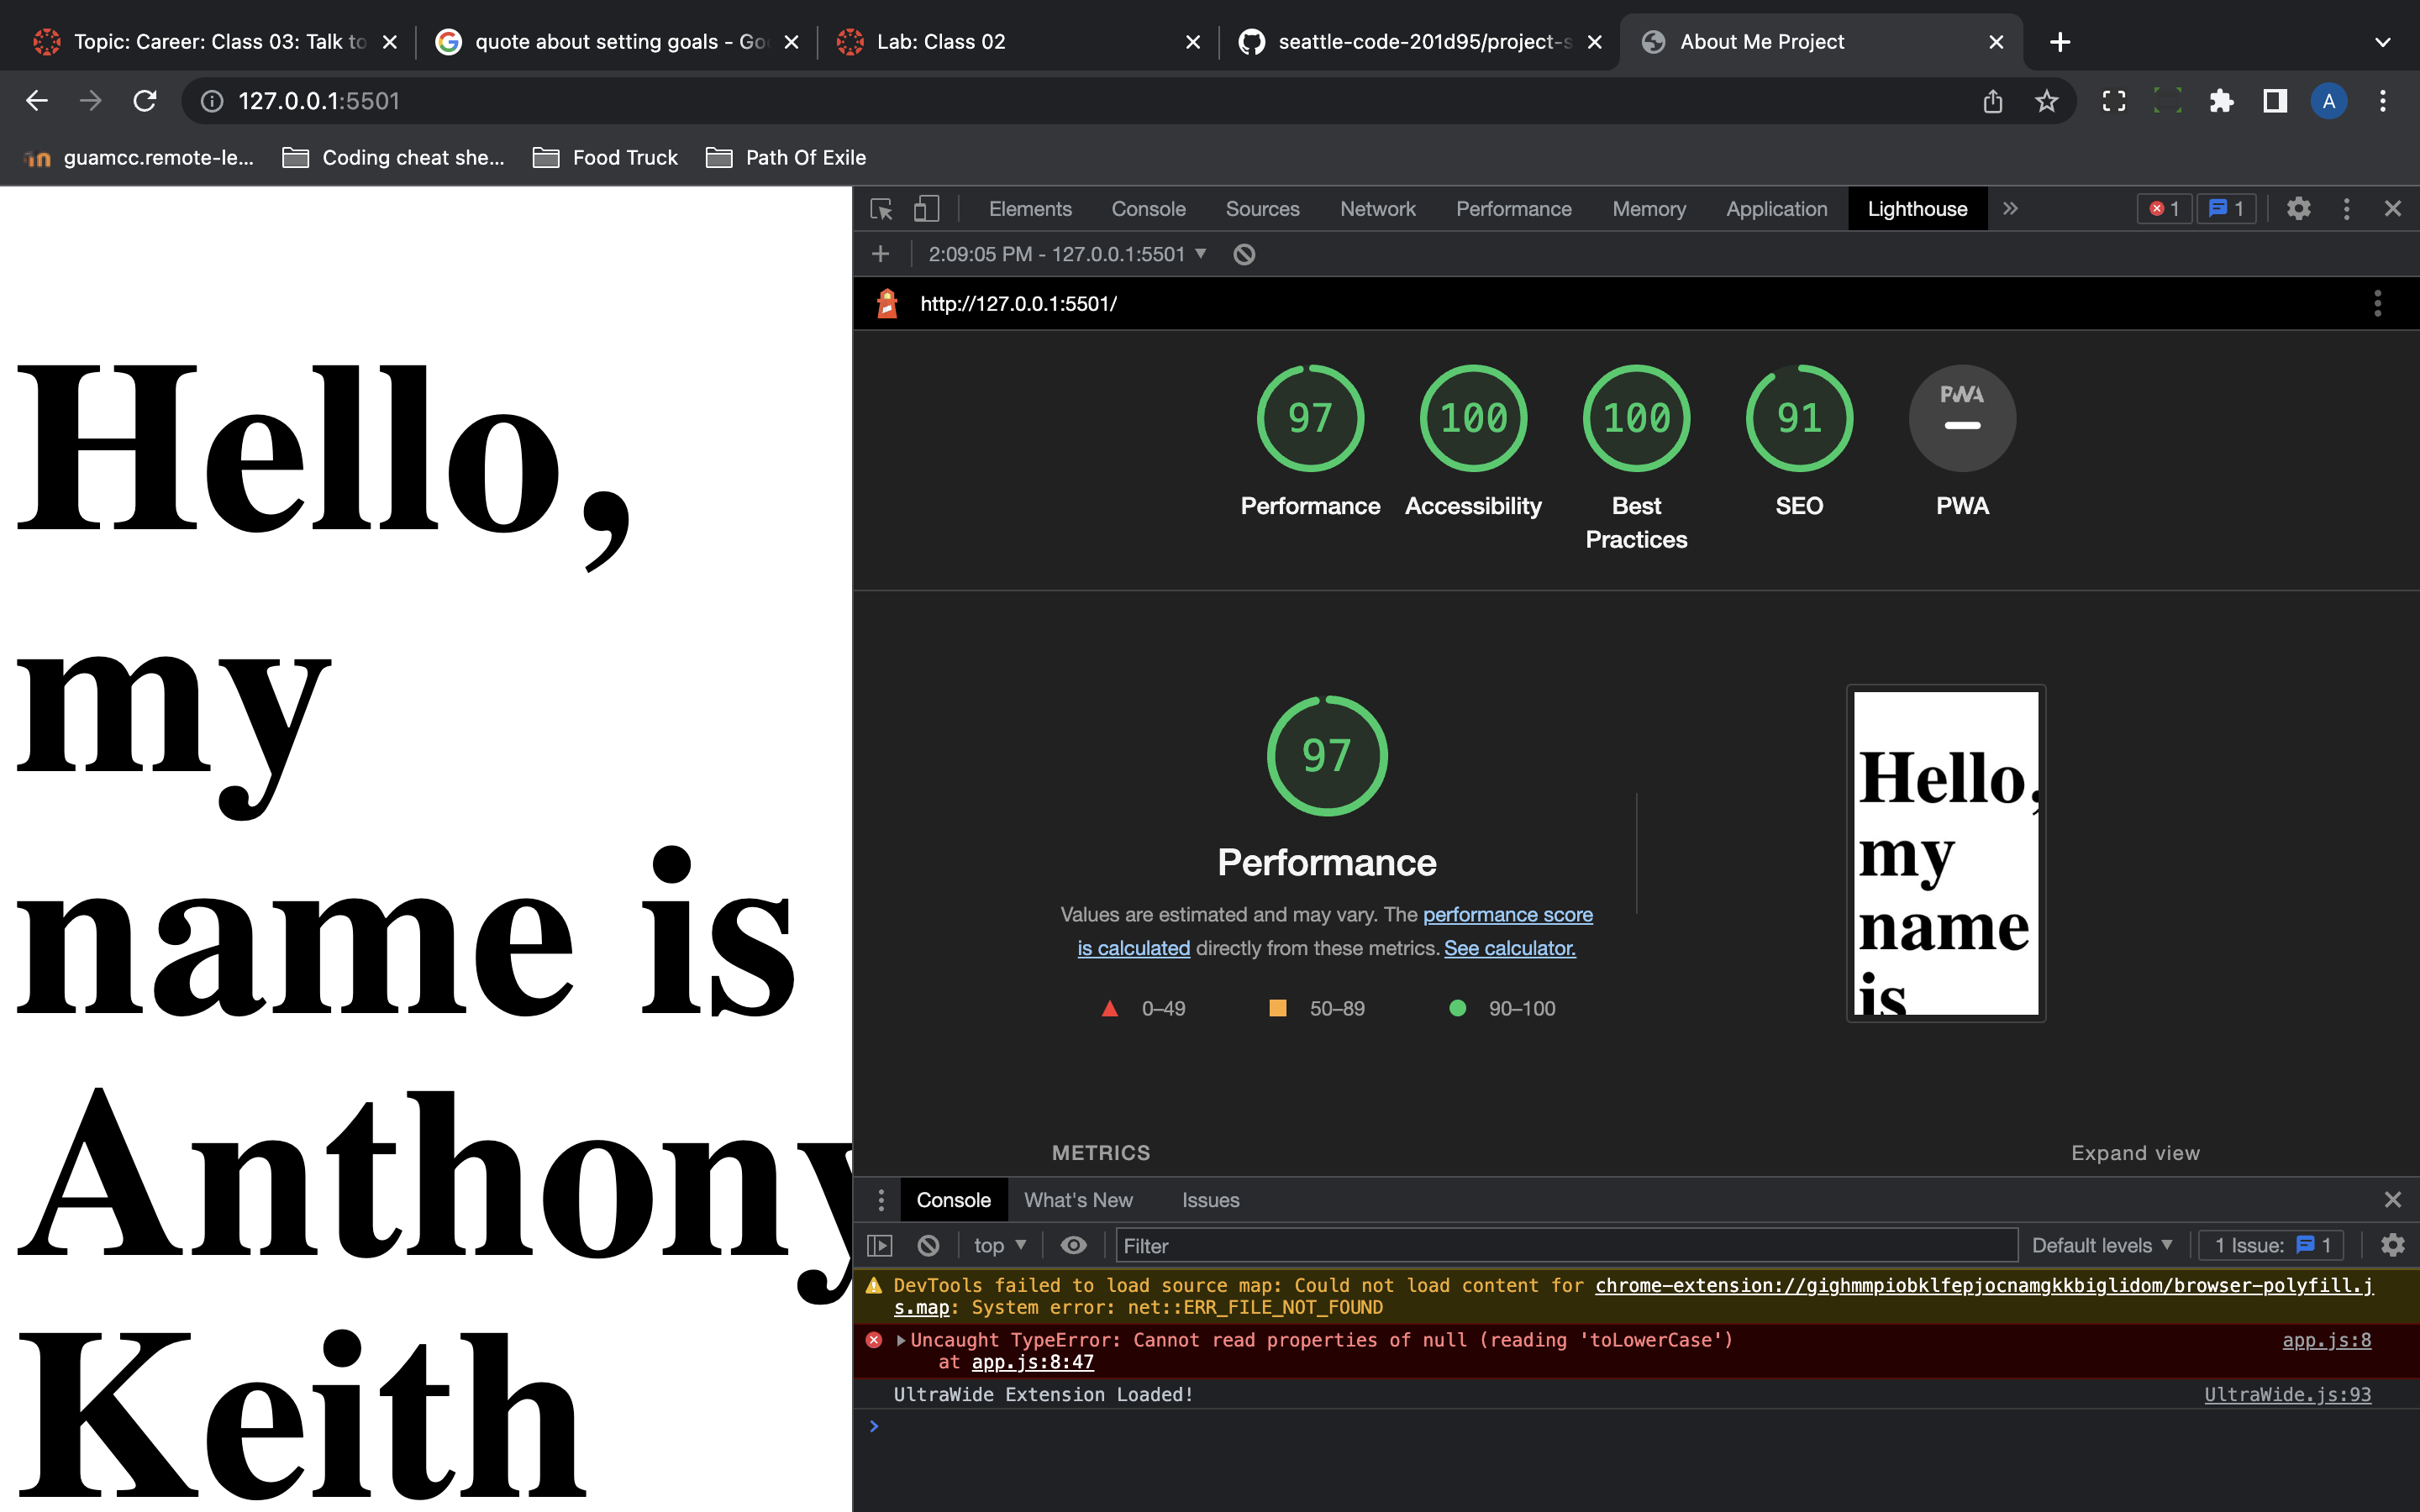 Topic: Career: Class 03: Talk to
quote about setting goals - Goo
Lab: Class 02
seattle-code-201d95/project-s
About Me Project
127.0.0.1:5501
A
guamcc.remote-le...
Coding cheat she...
Food Truck
Path Of Exile
Hello,
my
name is
Anthony
Keith
Elements
Console
Sources
Network
Performance
Memory
Application
Lighthouse
1
1
2:09:05 PM - 127.0.0.1:5501
http://127.0.0.1:5501/
97
100
100
91
PWA
Performance
Accessibility
Best
Practices
SEO
PWA
97
Performance
Values are estimated and may vary. The performance score
is calculated directly from these metrics. See calculator.
0–49
50–89
90–100
Hello,
my
name
is
METRICS
Expand view
Console
What's New
Issues
top
Filter
Default levels
1 Issue: 1
DevTools failed to load source map: Could not load content for chrome-extension://gighmmpiobklfepjocnamgkkbiglidom/browser-polyfill.j
s.map: System error: net::ERR_FILE_NOT_FOUND
Uncaught TypeError: Cannot read properties of null (reading 'toLowerCase')
app.js:8
at app.js:8:47
UltraWide Extension Loaded!
UltraWide.js:93